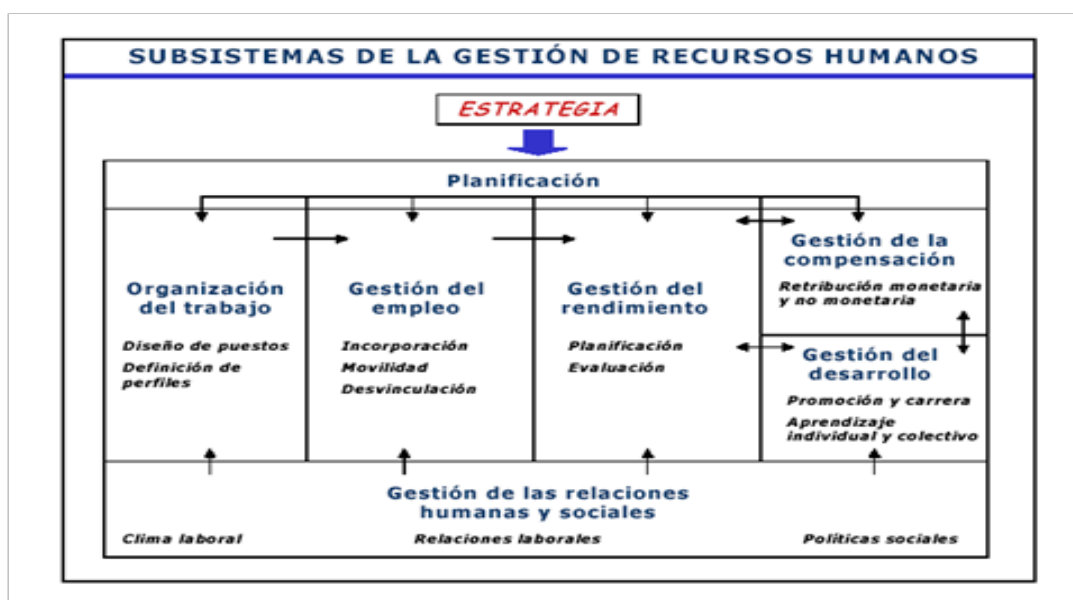 SUBSISTEMAS DE LA GESTIÓN DE RECURSOS HUMANOS
ESTRATEGIA
Planificación
Organización
del trabajo
Diseño de puestos
Definición de
perfiles
Gestión del
empleo
Incorporación
Movilidad
Desvinculación
Gestión del
rendimiento
Planificación
Evaluación
Gestión de la
compensación
Retribución monetaria
y no monetaria
Gestión del
desarrollo
Promoción y carrera
Aprendizaje
individual y colectivo
Gestión de las relaciones
humanas y sociales
Clima laboral
Relaciones laborales
Políticas sociales